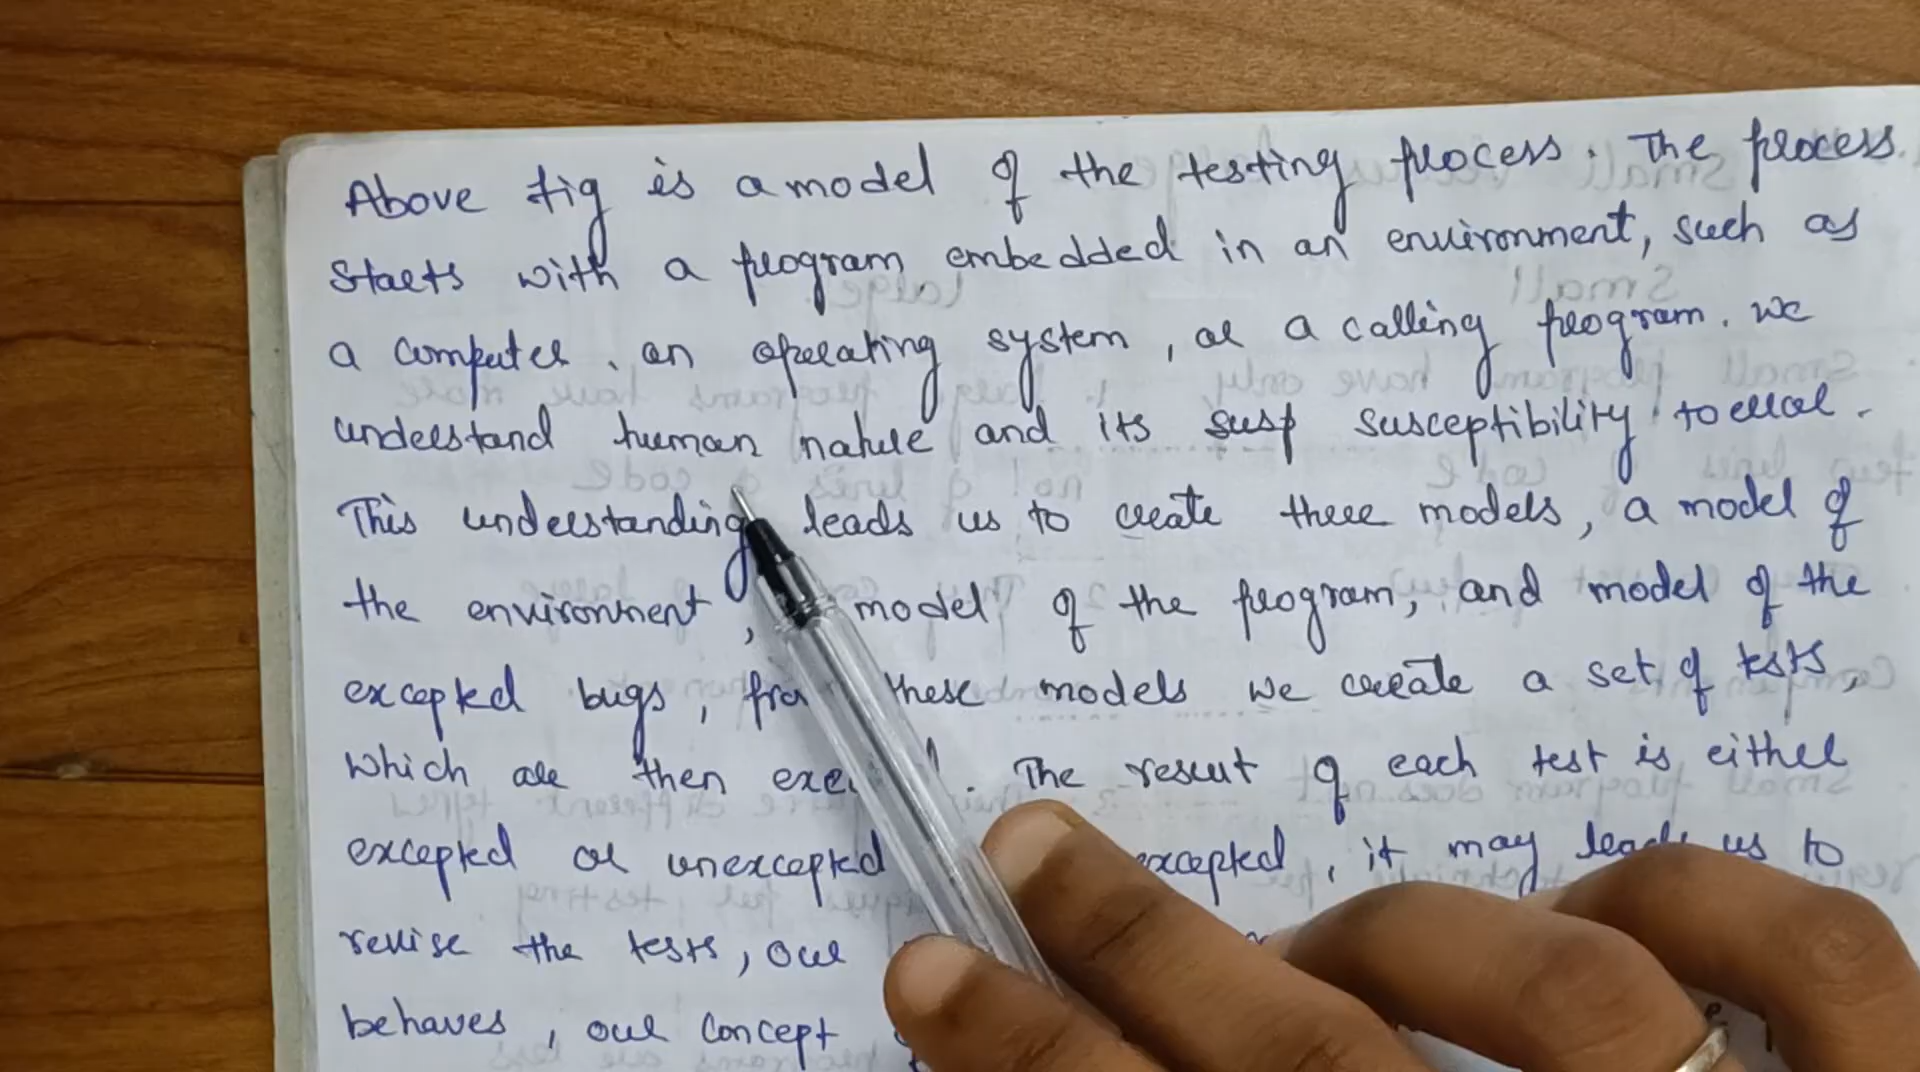 Above fig is a model of the testing process. The process
starts with a program embedded in an environment, such as
a computer, an operating system, or a calling program. we
understand human nature and its susp susceptibility to error.
This understanding leads us to create three models, a model of
the environment, model of the program, and model of the
excepted bugs, these models we create a set of tests,
which are then The result of each test is either
excepted or unexcepted excepted, it may leads us to
revise the tests, our
behaves, our concept